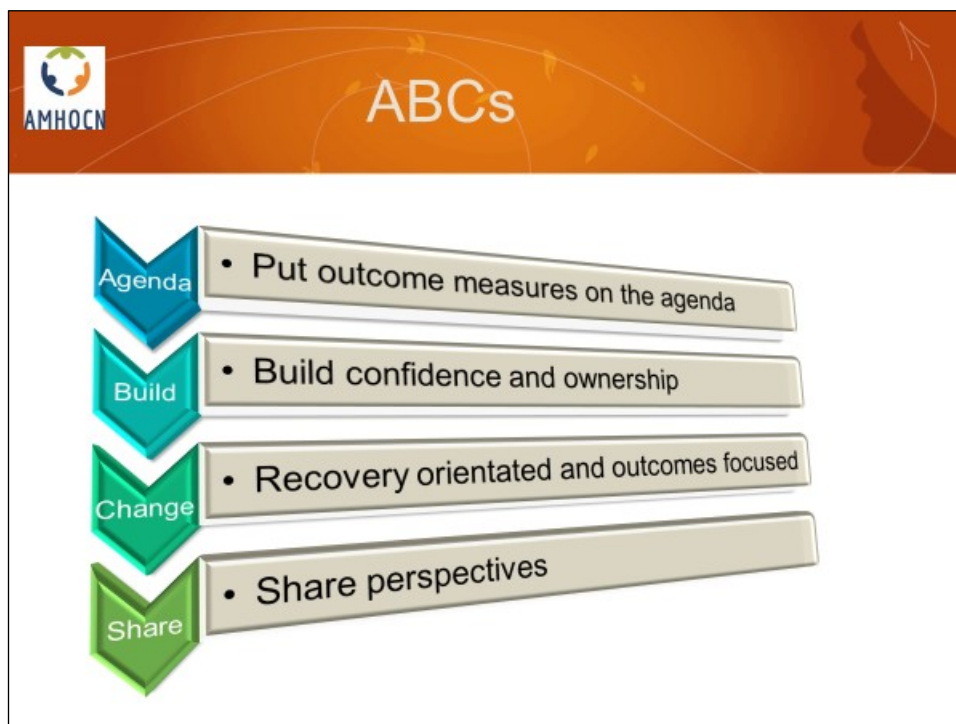 AMHOCN
ABCs
Agenda
• Put outcome measures on the agenda
Build
• Build confidence and ownership
Change
• Recovery orientated and outcomes focused
Share
• Share perspectives